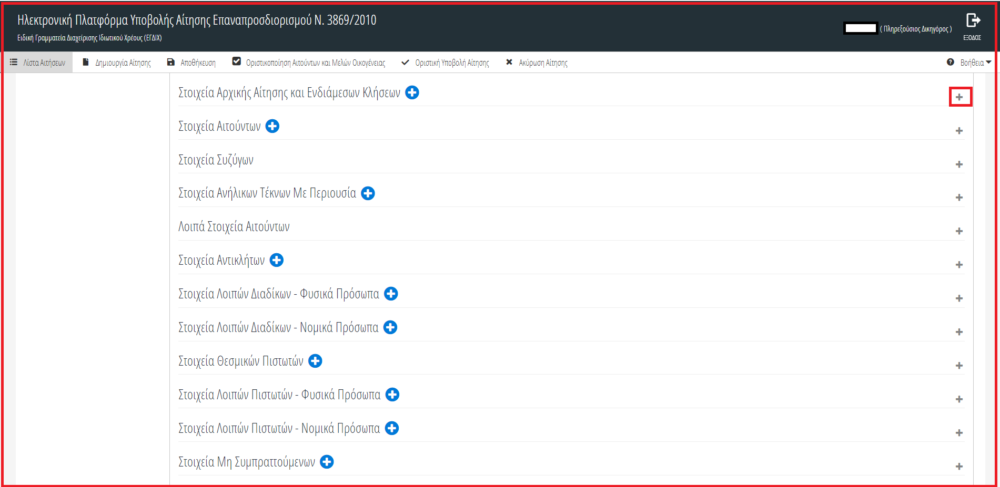 Ηλεκτρονική Πλατφόρμα Υποβολής Αίτησης Επαναπροσδιορισμού Ν. 3869/2010
Ειδική Γραμματεία Διαχείρισης Ιδιωτικού Χρέους (ΕΓΔΙΧ)
( Πληρεξούσιος Δικηγόρος )
ΕΞΟΔΟΣ
Λίστα Αιτήσεων Δημιουργία Αίτησης Αποθήκευση Οριστικοποίηση Αιτούντων και Μελών Οικογένειας Οριστική Υποβολή Αίτησης Ακύρωση Αίτησης Βοήθεια
Στοιχεία Αρχικής Αίτησης και Ενδιάμεσων Κλήσεων
Στοιχεία Αιτούντων
Στοιχεία Συζύγων
Στοιχεία Ανήλικων Τέκνων Με Περιουσία
Λοιπά Στοιχεία Αιτούντων
Στοιχεία Αντικλήτων
Στοιχεία Λοιπών Διαδίκων - Φυσικά Πρόσωπα
Στοιχεία Λοιπών Διαδίκων - Νομικά Πρόσωπα
Στοιχεία Θεσμικών Πιστωτών
Στοιχεία Λοιπών Πιστωτών - Φυσικά Πρόσωπα
Στοιχεία Λοιπών Πιστωτών - Νομικά Πρόσωπα
Στοιχεία Μη Συμπραττούμενων